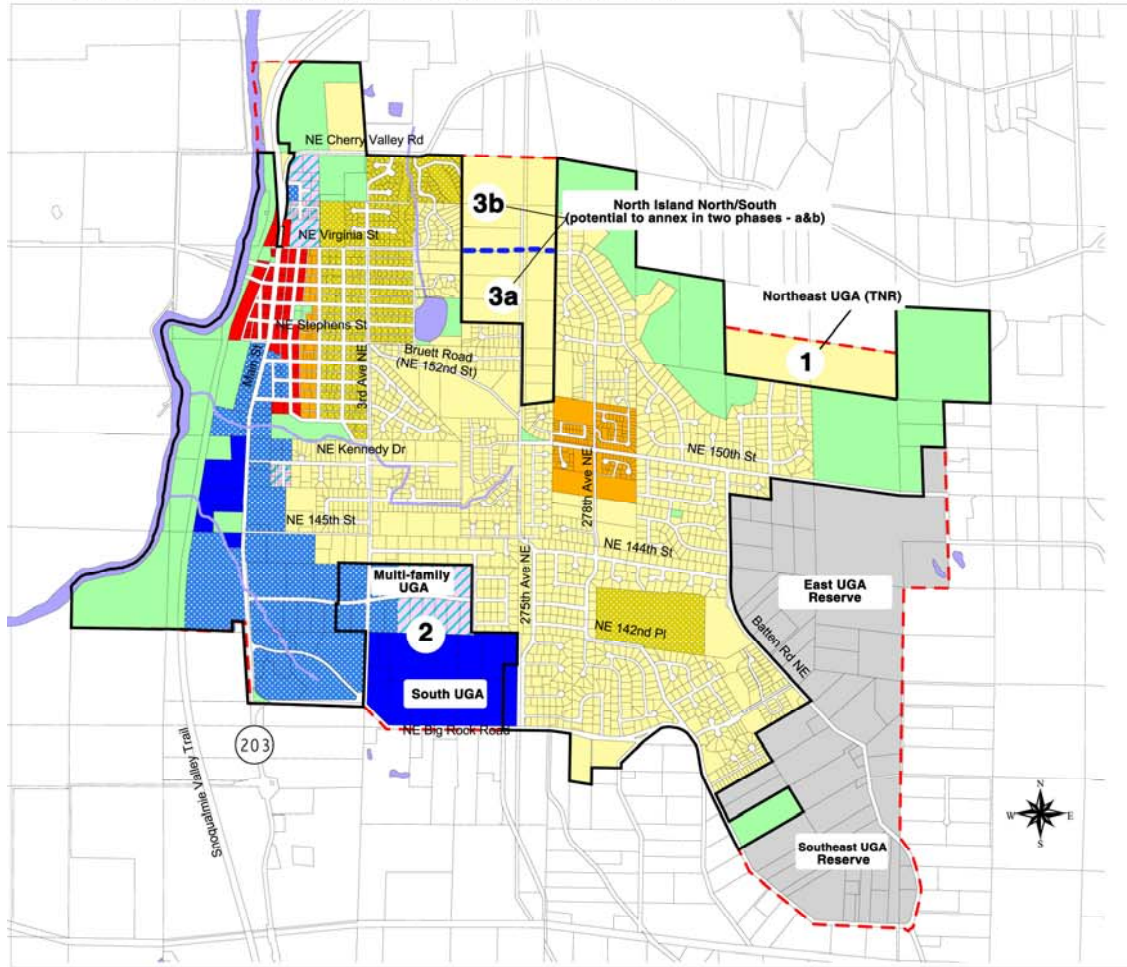 NE Cherry Valley Rd
3b
North Island North/South
(potential to annex in two phases - a&b)
NE Virginia St
3a
Northeast UGA (TNR)
NE Stephens St
Main St
3rd Ave NE
Bruett Road
(NE 152nd St)
1
NE Kennedy Dr
278th Ave NE
NE 150th St
NE 145th St
275th Ave NE
NE 144th St
Multi-family
UGA
East UGA
Reserve
2
NE 142nd Pl
Batten Rd NE
South UGA
NE Big Rock Road
203
Snoqualmie Valley Trail
N
W E
S
Southeast UGA
Reserve